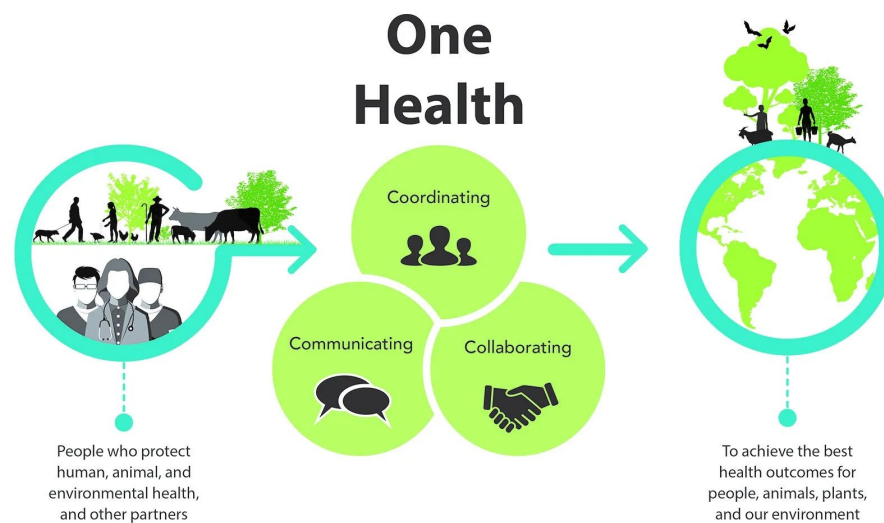 One
Health
Coordinating
Communicating
Collaborating
People who protect
human, animal, and
environmental health,
and other partners
To achieve the best
health outcomes for
people, animals, plants,
and our environment